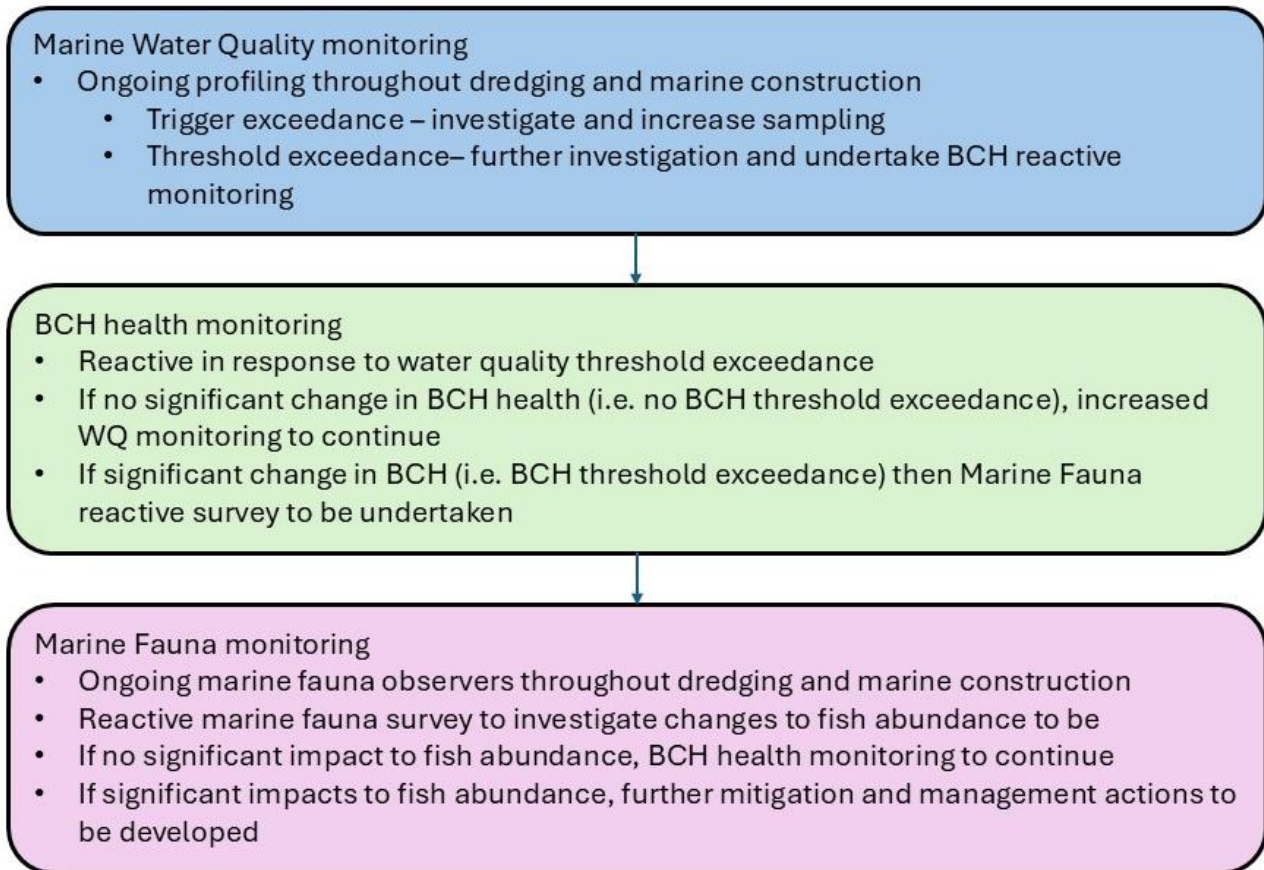 Marine Water Quality monitoring
• Ongoing profiling throughout dredging and marine construction
• Trigger exceedance – investigate and increase sampling
• Threshold exceedance– further investigation and undertake BCH reactive
monitoring
BCH health monitoring
• Reactive in response to water quality threshold exceedance
• If no significant change in BCH health (i.e. no BCH threshold exceedance), increased
WQ monitoring to continue
• If significant change in BCH (i.e. BCH threshold exceedance) then Marine Fauna
reactive survey to be undertaken
Marine Fauna monitoring
• Ongoing marine fauna observers throughout dredging and marine construction
• Reactive marine fauna survey to investigate changes to fish abundance to be
• If no significant impact to fish abundance, BCH health monitoring to continue
• If significant impacts to fish abundance, further mitigation and management actions to
be developed